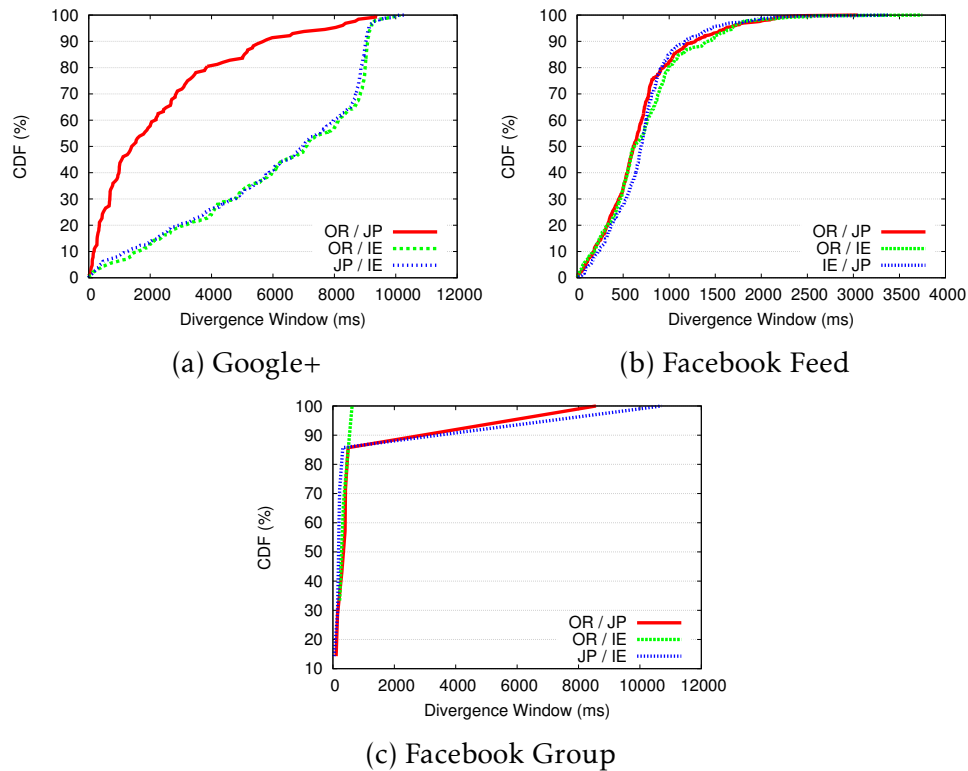 100
90
80
70
60
50
40
30
20
10
0
CDF (%)
OR / JP
OR / IE
JP / IE
0 2000 4000 6000 8000 10000 12000
Divergence Window (ms)
(a) Google+
100
90
80
70
60
50
40
30
20
10
0
CDF (%)
OR / JP
OR / IE
IE / JP
0 500 1000 1500 2000 2500 3000 3500 4000
Divergence Window (ms)
(b) Facebook Feed
100
90
80
70
60
50
40
30
20
10
CDF (%)
OR / JP
OR / IE
JP / IE
0 2000 4000 6000 8000 10000 12000
Divergence Window (ms)
(c) Facebook Group